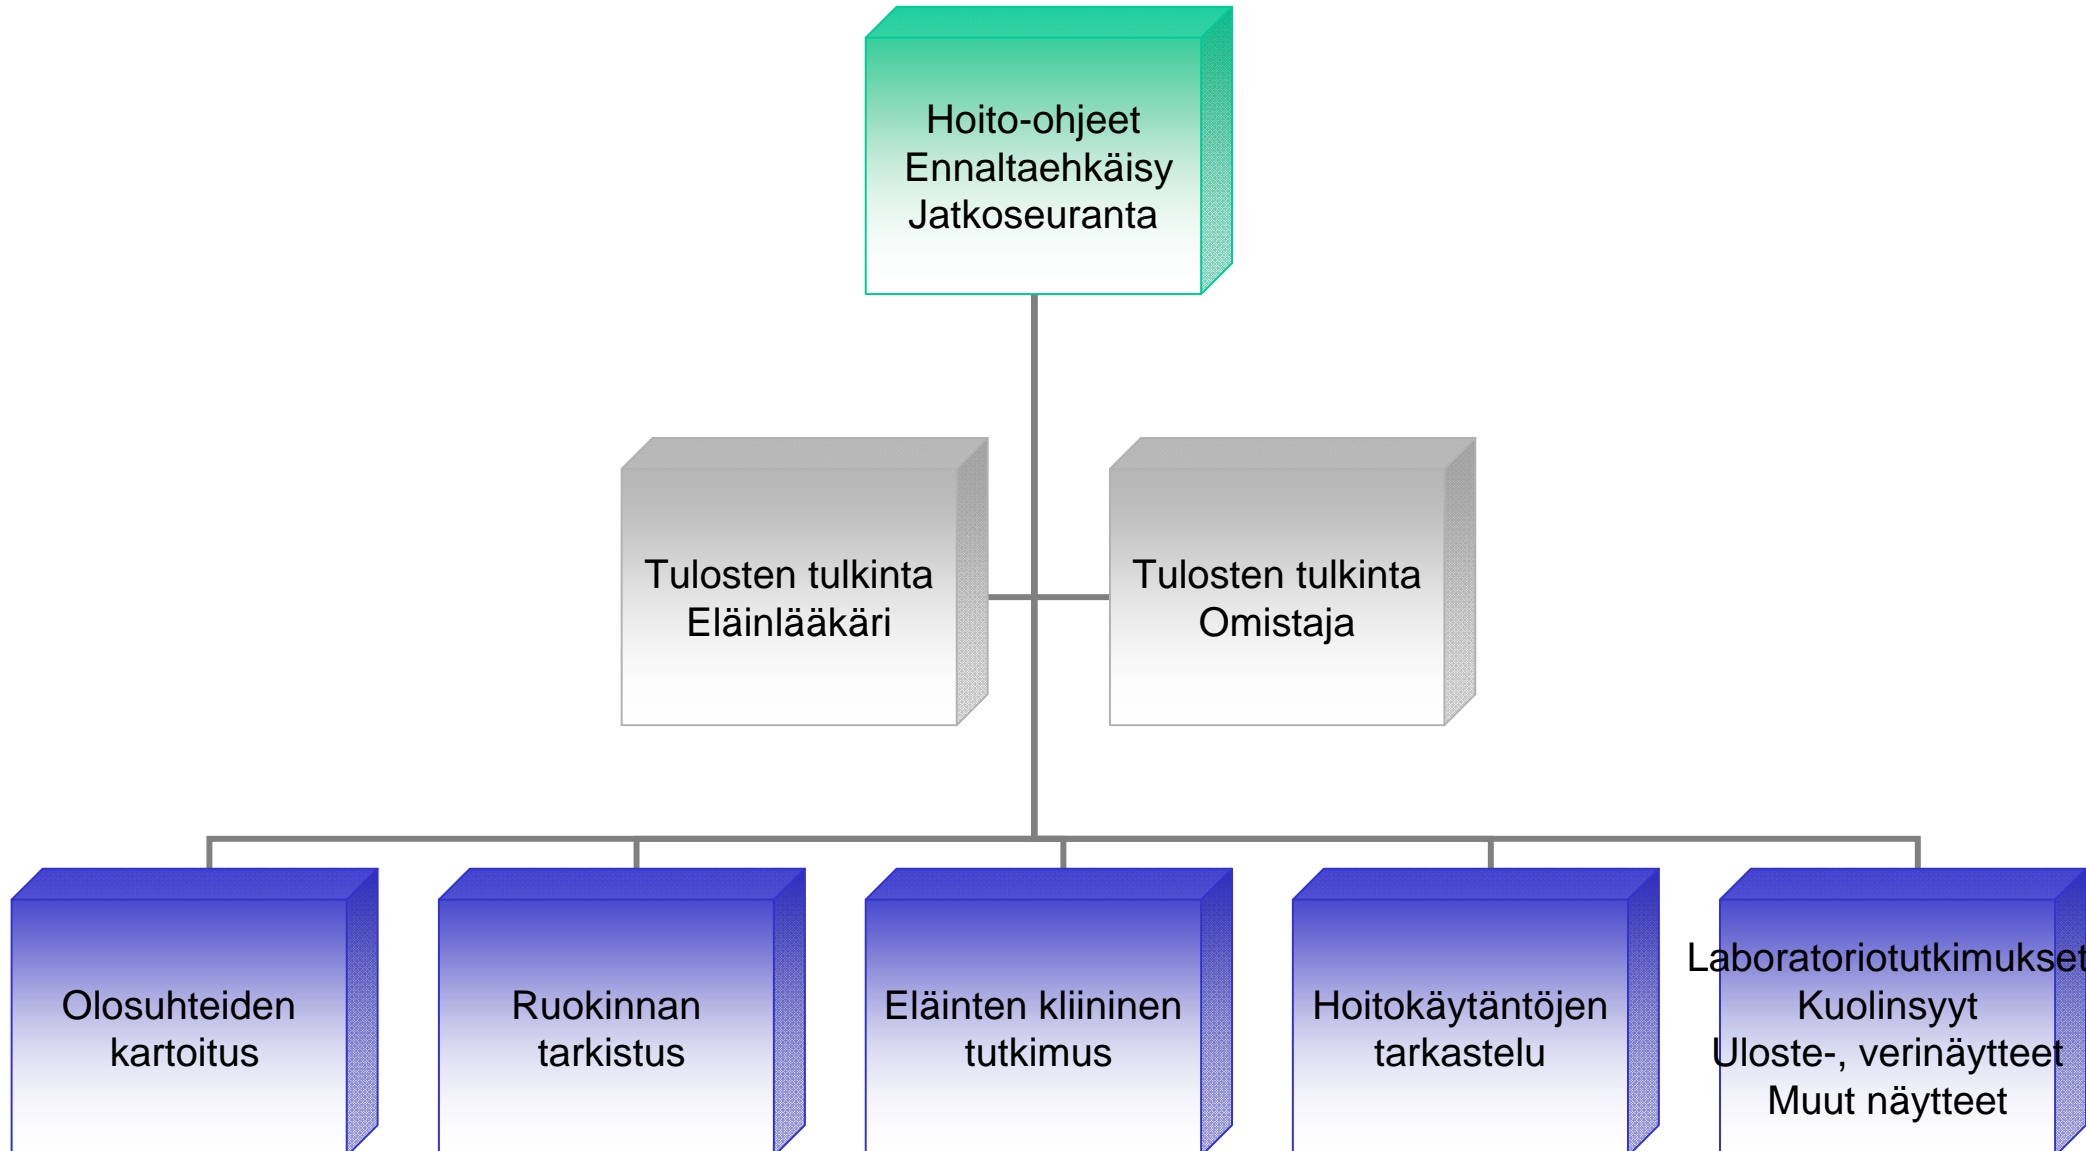 Hoito-ohjeet
Ennaltaehkäisy
Jatkoseuranta
Tulosten tulkinta
Eläinlääkäri
Tulosten tulkinta
Omistaja
Olosuhteiden
kartoitus
Ruokinnan
tarkistus
Eläinten kliininen
tutkimus
Hoitokäytäntöjen
tarkastelu
Laboratoriotutkimukset
Kuolinsyyt
Uloste-, verinäytteet
Muut näytteet